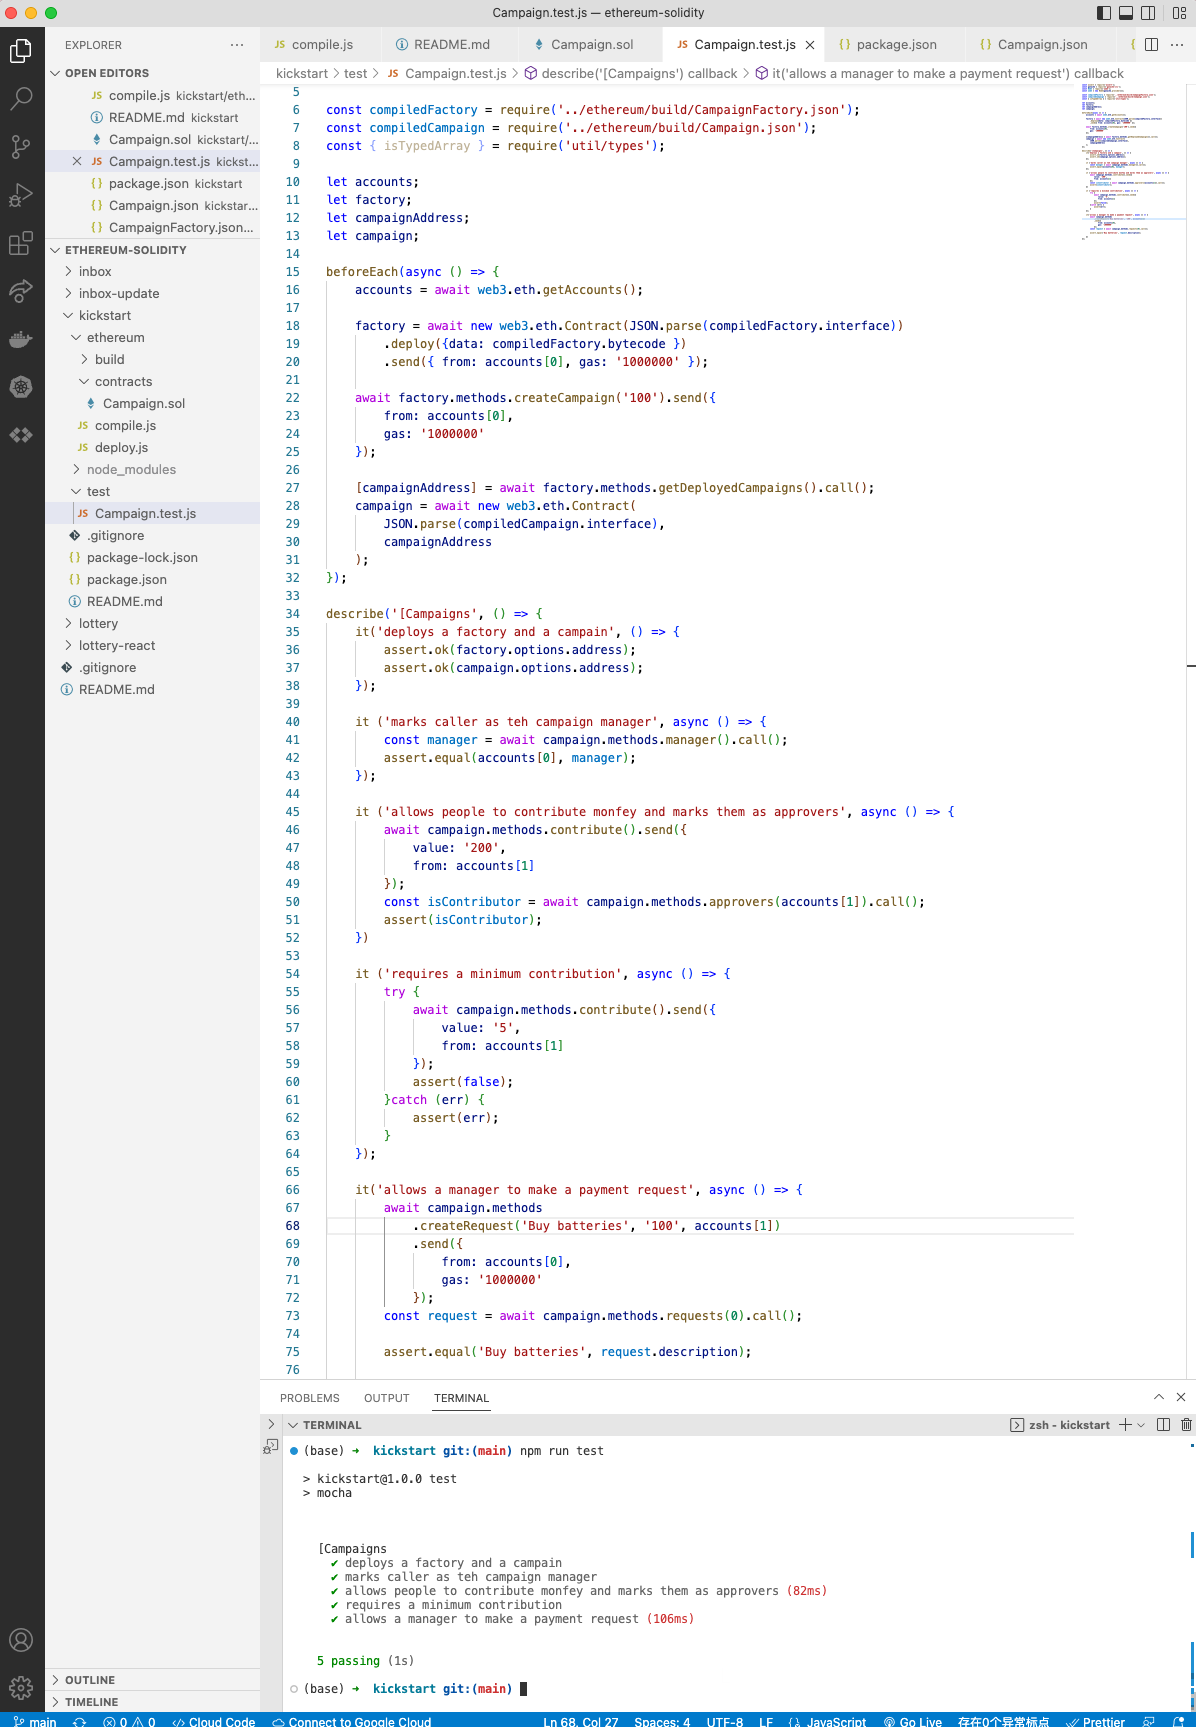 Campaign.test.js — ethereum-solidity
EXPLORER
OPEN EDITORS
JS compile.js kickstart/eth...
README.md kickstart
Campaign.sol kickstart/...
JS Campaign.test.js kickst...
{} package.json kickstart
{} Campaign.json kickstar...
{} CampaignFactory.json...
ETHEREUM-SOLIDITY
inbox
inbox-update
kickstart
ethereum
build
contracts
Campaign.sol
JS compile.js
JS deploy.js
node_modules
test
JS Campaign.test.js
.gitignore
{} package-lock.json
{} package.json
README.md
lottery
lottery-react
.gitignore
README.md
OUTLINE
TIMELINE
JS compile.js README.md Campaign.sol JS Campaign.test.js {} package.json {} Campaign.json
kickstart > test > JS Campaign.test.js > describe('[Campaigns') callback > it('allows a manager to make a payment request') callback
5
6 const compiledFactory = require('../ethereum/build/CampaignFactory.json');
7 const compiledCampaign = require('../ethereum/build/Campaign.json');
8 const { isTypedArray } = require('util/types');
9
10 let accounts;
11 let factory;
12 let campaignAddress;
13 let campaign;
14
15 beforeEach(async () => {
16 accounts = await web3.eth.getAccounts();
17
18 factory = await new web3.eth.Contract(JSON.parse(compiledFactory.interface))
19 .deploy({data: compiledFactory.bytecode })
20 .send({ from: accounts[0], gas: '1000000' });
21
22 await factory.methods.createCampaign('100').send({
23 from: accounts[0],
24 gas: '1000000'
25 });
26
27 [campaignAddress] = await factory.methods.getDeployedCampaigns().call();
28 campaign = await new web3.eth.Contract(
29 JSON.parse(compiledCampaign.interface),
30 campaignAddress
31 );
32 });
33
34 describe('[Campaigns', () => {
35 it('deploys a factory and a campain', () => {
36 assert.ok(factory.options.address);
37 assert.ok(campaign.options.address);
38 });
39
40 it ('marks caller as teh campaign manager', async () => {
41 const manager = await campaign.methods.manager().call();
42 assert.equal(accounts[0], manager);
43 });
44
45 it ('allows people to contribute monfey and marks them as approvers', async () => {
46 await campaign.methods.contribute().send({
47 value: '200',
48 from: accounts[1]
49 });
50 const isContributor = await campaign.methods.approvers(accounts[1]).call();
51 assert(isContributor);
52 })
53
54 it ('requires a minimum contribution', async () => {
55 try {
56 await campaign.methods.contribute().send({
57 value: '5',
58 from: accounts[1]
59 });
60 assert(false);
61 }catch (err) {
62 assert(err);
63 }
64 });
65
66 it('allows a manager to make a payment request', async () => {
67 await campaign.methods
68 .createRequest('Buy batteries', '100', accounts[1])
69 .send({
70 from: accounts[0],
71 gas: '1000000'
72 });
73 const request = await campaign.methods.requests(0).call();
74
75 assert.equal('Buy batteries', request.description);
76
PROBLEMS OUTPUT TERMINAL
TERMINAL zsh - kickstart
(base) → kickstart git:(main) npm run test
> kickstart@1.0.0 test
> mocha
[Campaigns
✔ deploys a factory and a campain
✔ marks caller as teh campaign manager
✔ allows people to contribute monfey and marks them as approvers (82ms)
✔ requires a minimum contribution
✔ allows a manager to make a payment request (106ms)
5 passing (1s)
(base) → kickstart git:(main)
main 0 0 Cloud Code Connect to Google Cloud Ln 68, Col 27 Spaces: 4 UTF-8 LF JavaScript Go Live 存在0个异常标点 Prettier